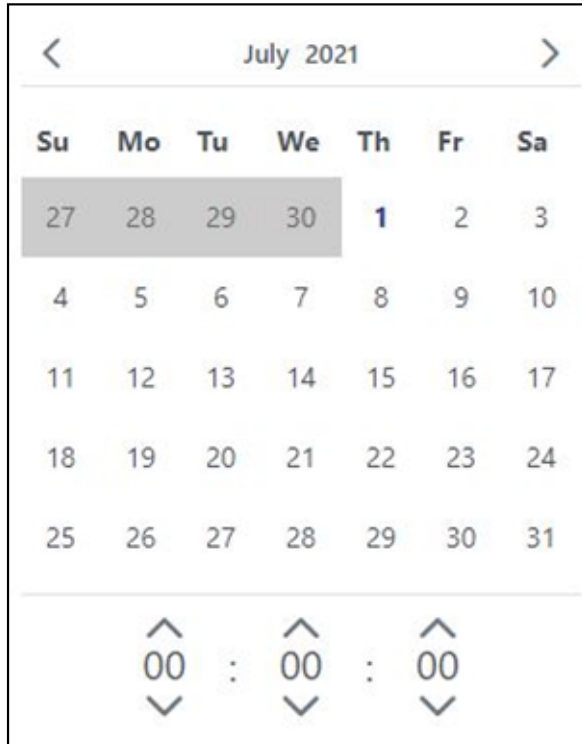 July 2021
Su Mo Tu We Th Fr Sa
27 28 29 30 1 2 3
4 5 6 7 8 9 10
11 12 13 14 15 16 17
18 19 20 21 22 23 24
25 26 27 28 29 30 31
00 : 00 : 00